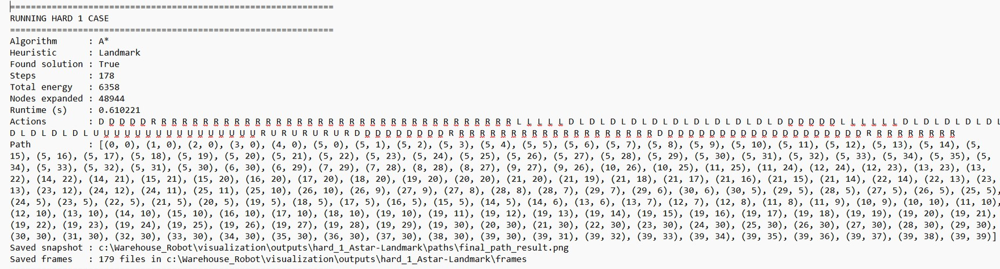 ============================================================
RUNNING HARD 1 CASE
============================================================
Algorithm      : A*
Heuristic      : Landmark
Found solution : True
Steps          : 178
Total energy   : 6358
Nodes expanded : 48944
Runtime (s)    : 0.610221
Actions        : D D D D D R R R R R R R R R R R R R R R R R R R R R R R R R R R R R R R R R R R L L L L L D L D L D L D L D L D L D L D L D L D L D D D D D D L L L L L L D L D L D L D L D L
D L D L D L D L U U U U U U U U U U U U U U U U R U R U R U R U R D D D D D D D D D R R R R R R R R R R R R R R R R R R R R D D D D D D D D D D D D D D D D D D D D R R R R R R R R R
Path           : [(0, 0), (1, 0), (2, 0), (3, 0), (4, 0), (5, 0), (5, 1), (5, 2), (5, 3), (5, 4), (5, 5), (5, 6), (5, 7), (5, 8), (5, 9), (5, 10), (5, 11), (5, 12), (5, 13), (5, 14), (5,
15), (5, 16), (5, 17), (5, 18), (5, 19), (5, 20), (5, 21), (5, 22), (5, 23), (5, 24), (5, 25), (5, 26), (5, 27), (5, 28), (5, 29), (5, 30), (5, 31), (5, 32), (5, 33), (5, 34), (5, 35), (5,
34), (5, 33), (5, 32), (5, 31), (5, 30), (6, 30), (6, 29), (7, 29), (7, 28), (8, 28), (8, 27), (9, 27), (9, 26), (10, 26), (10, 25), (11, 25), (11, 24), (12, 24), (12, 23), (13, 23), (13,
22), (14, 22), (14, 21), (15, 21), (15, 20), (16, 20), (17, 20), (18, 20), (19, 20), (20, 20), (21, 20), (21, 19), (21, 18), (21, 17), (21, 16), (21, 15), (21, 14), (22, 14), (22, 13), (23,
13), (23, 12), (24, 12), (24, 11), (25, 11), (25, 10), (26, 10), (26, 9), (27, 9), (27, 8), (28, 8), (28, 7), (29, 7), (29, 6), (30, 6), (30, 5), (29, 5), (28, 5), (27, 5), (26, 5), (25, 5),
(24, 5), (23, 5), (22, 5), (21, 5), (20, 5), (19, 5), (18, 5), (17, 5), (16, 5), (15, 5), (14, 5), (14, 6), (13, 6), (13, 7), (12, 7), (12, 8), (11, 8), (11, 9), (10, 9), (10, 10), (11, 10),
(12, 10), (13, 10), (14, 10), (15, 10), (16, 10), (17, 10), (18, 10), (19, 10), (19, 11), (19, 12), (19, 13), (19, 14), (19, 15), (19, 16), (19, 17), (19, 18), (19, 19), (19, 20), (19, 21),
(19, 22), (19, 23), (19, 24), (19, 25), (19, 26), (19, 27), (19, 28), (19, 29), (19, 30), (20, 30), (21, 30), (22, 30), (23, 30), (24, 30), (25, 30), (26, 30), (27, 30), (28, 30), (29, 30),
(30, 30), (31, 30), (32, 30), (33, 30), (34, 30), (35, 30), (36, 30), (37, 30), (38, 30), (39, 30), (39, 31), (39, 32), (39, 33), (39, 34), (39, 35), (39, 36), (39, 37), (39, 38), (39, 39)]
Saved snapshot : c:\Warehouse_Robot\visualization\outputs\hard_1_Astar-Landmark\paths\final_path_result.png
Saved frames   : 179 files in c:\Warehouse_Robot\visualization\outputs\hard_1_Astar-Landmark\frames